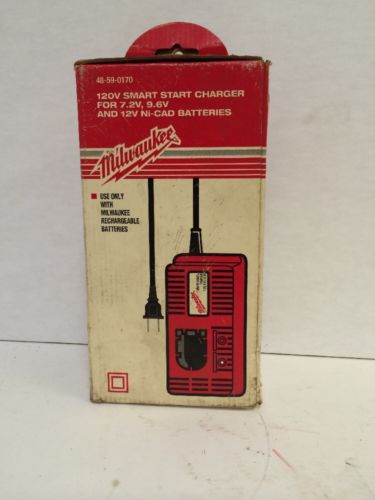 48-59-0170
120V SMART START CHARGER
FOR 7.2V, 9.6V
AND 12V Ni-CAD BATTERIES
Milwaukee
USE ONLY
WITH
MILWAUKEE
RECHARGEABLE
BATTERIES
Milwaukee